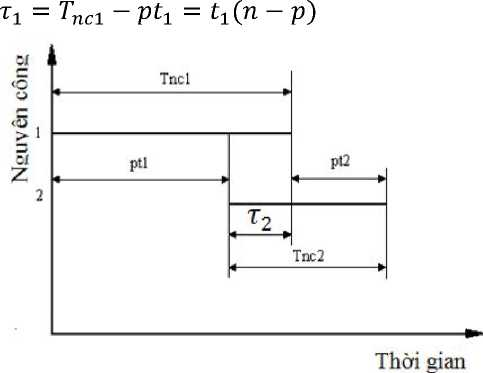 τ₁ = Tₙc₁ − pt₁ = t₁(n − p)
Tnc1
Nguyên công
1
pt1
pt2
2
τ₂
Tnc2
Thời gian